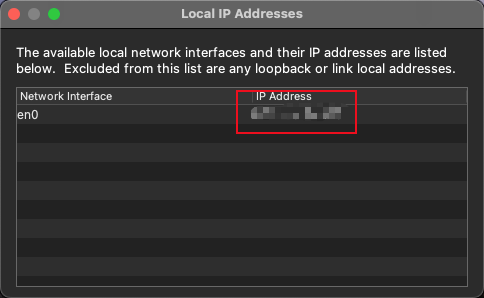 Local IP Addresses
The available local network interfaces and their IP addresses are listed
below.  Excluded from this list are any loopback or link local addresses.
Network Interface IP Address
en0